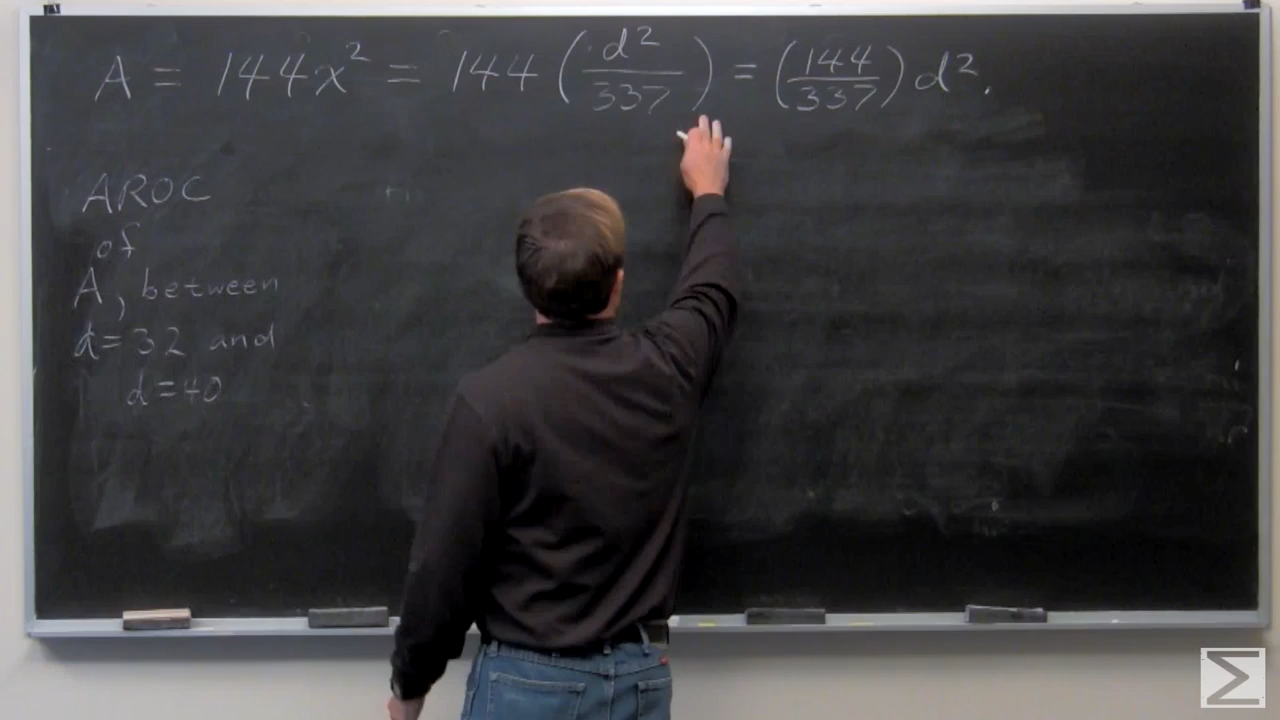 A = 144x² = 144 (d²/337) = (144/337) d².
AROC
of
A, between
d=32 and
d=40
Σ